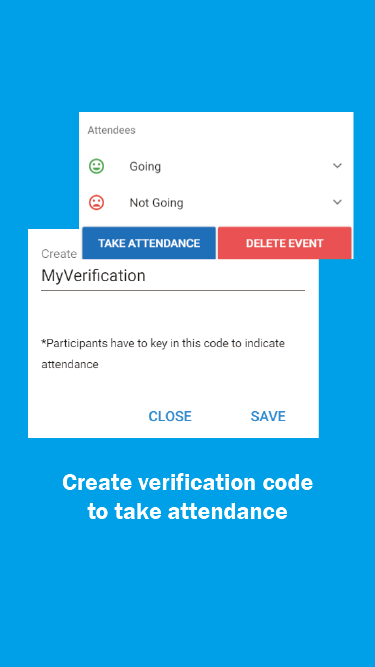 Attendees
Going
Not Going
TAKE ATTENDANCE DELETE EVENT
Create
MyVerification
*Participants have to key in this code to indicate
attendance
CLOSE SAVE
Create verification code
to take attendance